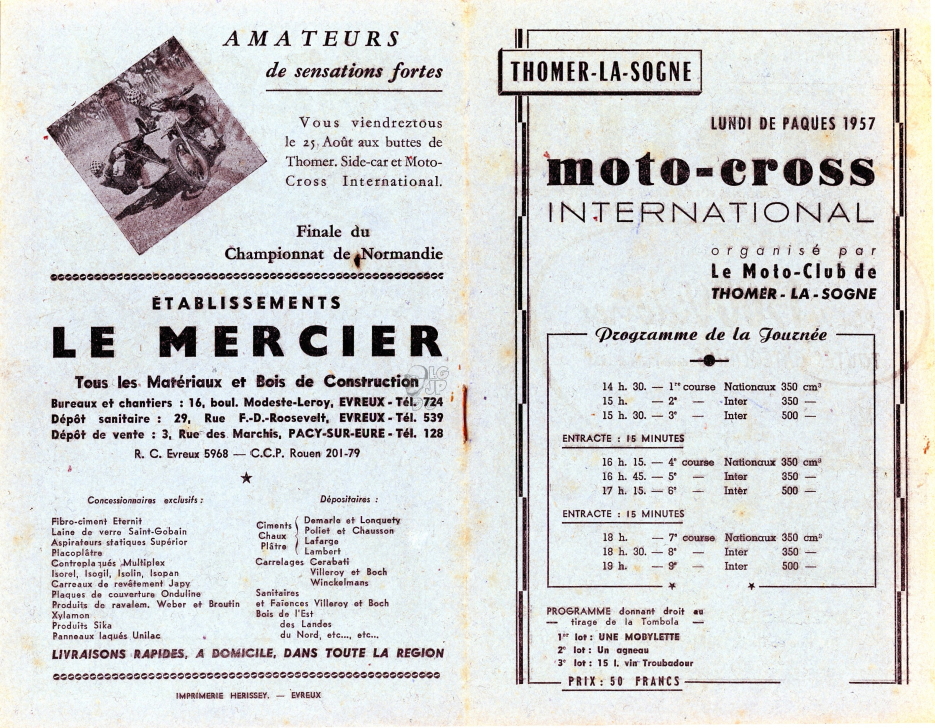 AMATEURS
de sensations fortes
Vous viendreztous
le 25 Août aux buttes de
Thomer. Side-car et Moto-
Cross International.
Finale du
Championnat de Normandie
ÉTABLISSEMENTS
LE MERCIER
Tous les Matériaux et Bois de Construction
Bureaux et chantiers : 16, boul. Modeste-Leroy, EVREUX - Tél. 724
Dépôt sanitaire : 29, Rue F.-D.-Roosevelt, EVREUX - Tél. 539
Dépôt de vente : 3, Rue des Marchis, PACY-SUR-EURE - Tél. 128
R. C. Evreux 5968 — C.C.P. Rouen 201-79
Concessionnaires exclusifs :
Fibro-ciment Eternit
Laine de verre Saint-Gobain
Aspirateurs statiques Supérior
Placoplâtre
Contreplaqués Multiplex
Isorel, Isogil, Isolin, Isopan
Carreaux de revêtement Japy
Plaques de couverture Onduline
Produits de ravalem. Weber et Broutin
Xylamon
Produits Sika
Panneaux laqués Unilac
Dépositaires :
Ciments
Chaux
Plâtre
Demarle et Lonquety
Poliet et Chausson
Lafarge
Lambert
Carrelages Cerabati
Villeroy et Boch
Winckelmans
Sanitaires
et Faïences Villeroy et Boch
Bois de l'Est
des Landes
du Nord, etc..., etc..,
LIVRAISONS RAPIDES, A DOMICILE, DANS TOUTE LA REGION
IMPRIMERIE HERISSEY. — EVREUX
THOMER-LA-SOGNE
LUNDI DE PAQUES 1957
moto-cross
INTERNATIONAL
organisé par
Le Moto-Club de
THOMER - LA - SOGNE
Programme de la Journée
14 h. 30. — 1re course Nationaux 350 cm³
15 h. — 2e — Inter 350 —
15 h. 30. — 3e — Inter 500 —
ENTRACTE : 15 MINUTES
16 h. 15. — 4e course Nationaux 350 cm³
16 h. 45. — 5e — Inter 350 —
17 h. 15. — 6e — Inter 500 —
ENTRACTE : 15 MINUTES
18 h. — 7e course Nationaux 350 cm³
18 h. 30. — 8e — Inter 350 —
19 h. — 9e — Inter 500 —
PROGRAMME donnant droit au
— tirage de la Tombola —
1er lot : UNE MOBYLETTE
2e lot : Un agneau
3e lot : 15 l. vin Troubadour
PRIX : 50 FRANCS